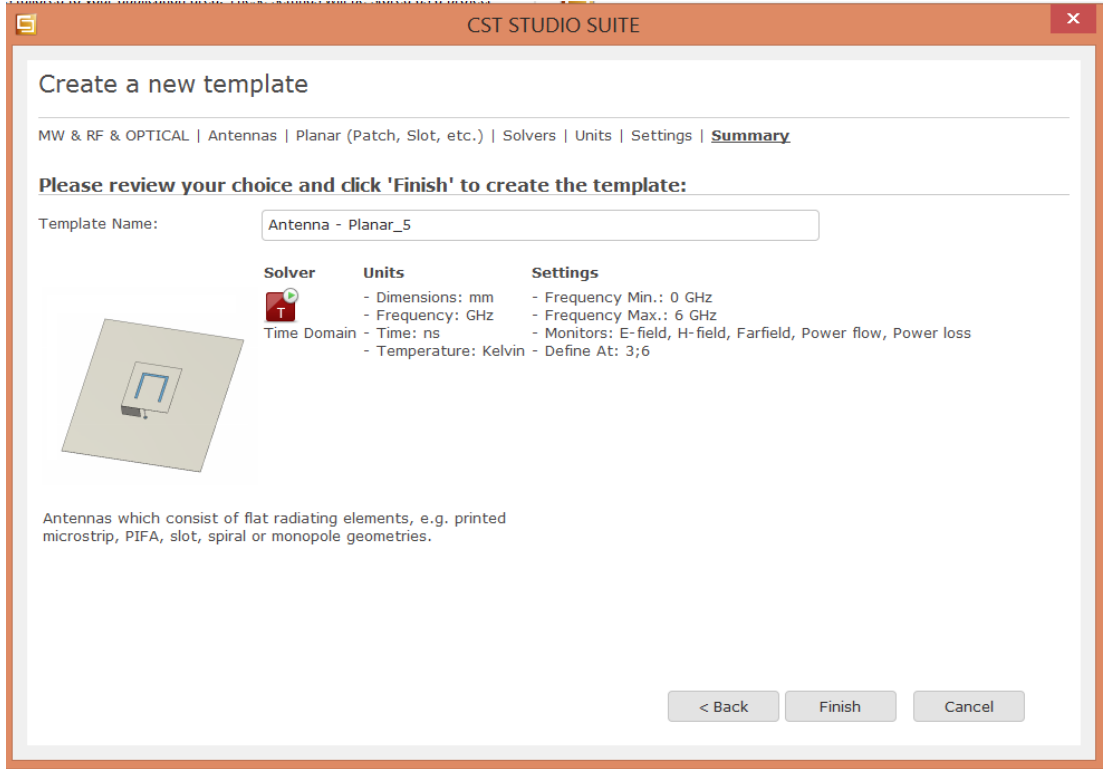 CST STUDIO SUITE
Create a new template
MW & RF & OPTICAL | Antennas | Planar (Patch, Slot, etc.) | Solvers | Units | Settings | Summary
Please review your choice and click 'Finish' to create the template:
Template Name:
Antenna - Planar_5
Solver
T
Time Domain
Units
- Dimensions: mm
- Frequency: GHz
- Time: ns
- Temperature: Kelvin
Settings
- Frequency Min.: 0 GHz
- Frequency Max.: 6 GHz
- Monitors: E-field, H-field, Farfield, Power flow, Power loss
- Define At: 3;6
Antennas which consist of flat radiating elements, e.g. printed
microstrip, PIFA, slot, spiral or monopole geometries.
< Back
Finish
Cancel